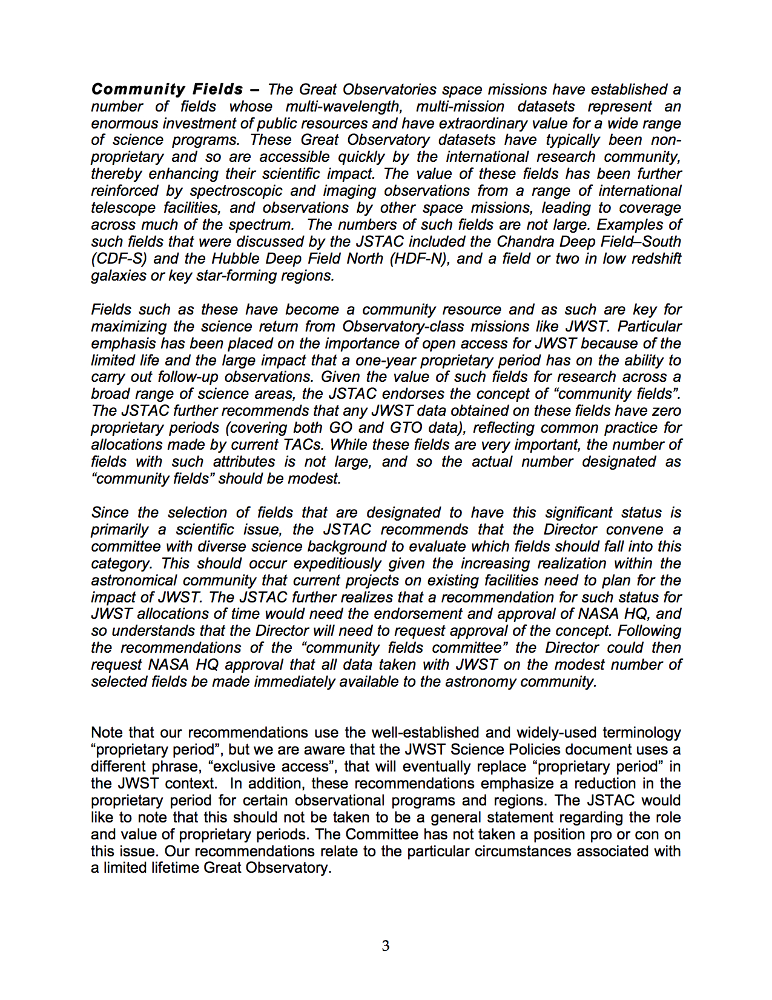 Community Fields – The Great Observatories space missions have established a
number of fields whose multi-wavelength, multi-mission datasets represent an
enormous investment of public resources and have extraordinary value for a wide range
of science programs. These Great Observatory datasets have typically been non-
proprietary and so are accessible quickly by the international research community,
thereby enhancing their scientific impact. The value of these fields has been further
reinforced by spectroscopic and imaging observations from a range of international
telescope facilities, and observations by other space missions, leading to coverage
across much of the spectrum.  The numbers of such fields are not large. Examples of
such fields that were discussed by the JSTAC included the Chandra Deep Field–South
(CDF-S) and the Hubble Deep Field North (HDF-N), and a field or two in low redshift
galaxies or key star-forming regions.
Fields such as these have become a community resource and as such are key for
maximizing the science return from Observatory-class missions like JWST. Particular
emphasis has been placed on the importance of open access for JWST because of the
limited life and the large impact that a one-year proprietary period has on the ability to
carry out follow-up observations. Given the value of such fields for research across a
broad range of science areas, the JSTAC endorses the concept of “community fields”.
The JSTAC further recommends that any JWST data obtained on these fields have zero
proprietary periods (covering both GO and GTO data), reflecting common practice for
allocations made by current TACs. While these fields are very important, the number of
fields with such attributes is not large, and so the actual number designated as
“community fields” should be modest.
Since the selection of fields that are designated to have this significant status is
primarily a scientific issue, the JSTAC recommends that the Director convene a
committee with diverse science background to evaluate which fields should fall into this
category. This should occur expeditiously given the increasing realization within the
astronomical community that current projects on existing facilities need to plan for the
impact of JWST. The JSTAC further realizes that a recommendation for such status for
JWST allocations of time would need the endorsement and approval of NASA HQ, and
so understands that the Director will need to request approval of the concept. Following
the recommendations of the “community fields committee” the Director could then
request NASA HQ approval that all data taken with JWST on the modest number of
selected fields be made immediately available to the astronomy community.
Note that our recommendations use the well-established and widely-used terminology
“proprietary period”, but we are aware that the JWST Science Policies document uses a
different phrase, “exclusive access”, that will eventually replace “proprietary period” in
the JWST context.  In addition, these recommendations emphasize a reduction in the
proprietary period for certain observational programs and regions. The JSTAC would
like to note that this should not be taken to be a general statement regarding the role
and value of proprietary periods. The Committee has not taken a position pro or con on
this issue. Our recommendations relate to the particular circumstances associated with
a limited lifetime Great Observatory.
3